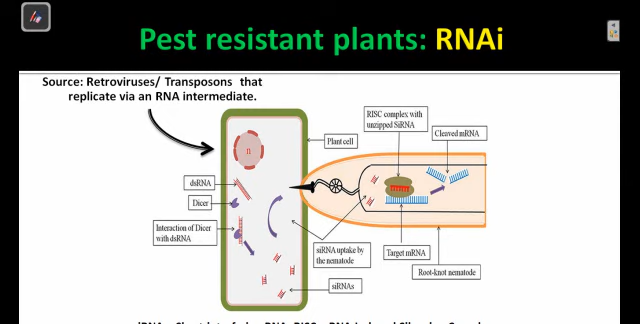 Pest resistant plants: RNAi
Source: Retroviruses/ Transposons that
replicate via an RNA intermediate.
RISC complex with
unzipped SiRNA
Cleaved mRNA
Plant cell
n
dsRNA
Dicer
Interaction of Dicer
with dsRNA
siRNA uptake by
the nematode
Target mRNA
Root-knot nematode
siRNAs